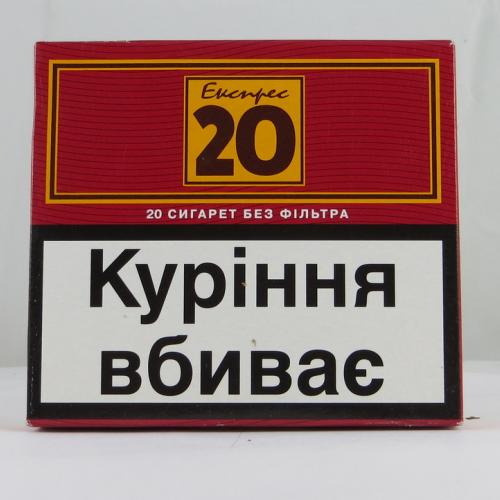 Експрес
20
20 СИГАРЕТ БЕЗ ФІЛЬТРА
Куріння
вбиває